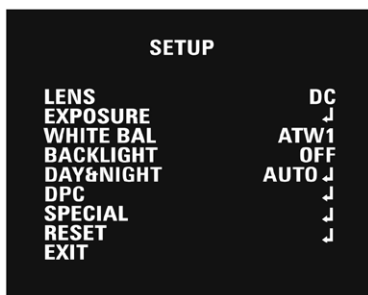 SETUP
LENS DC
EXPOSURE ↲
WHITE BAL ATW1
BACKLIGHT OFF
DAY&NIGHT AUTO ↲
DPC ↲
SPECIAL ↲
RESET ↲
EXIT